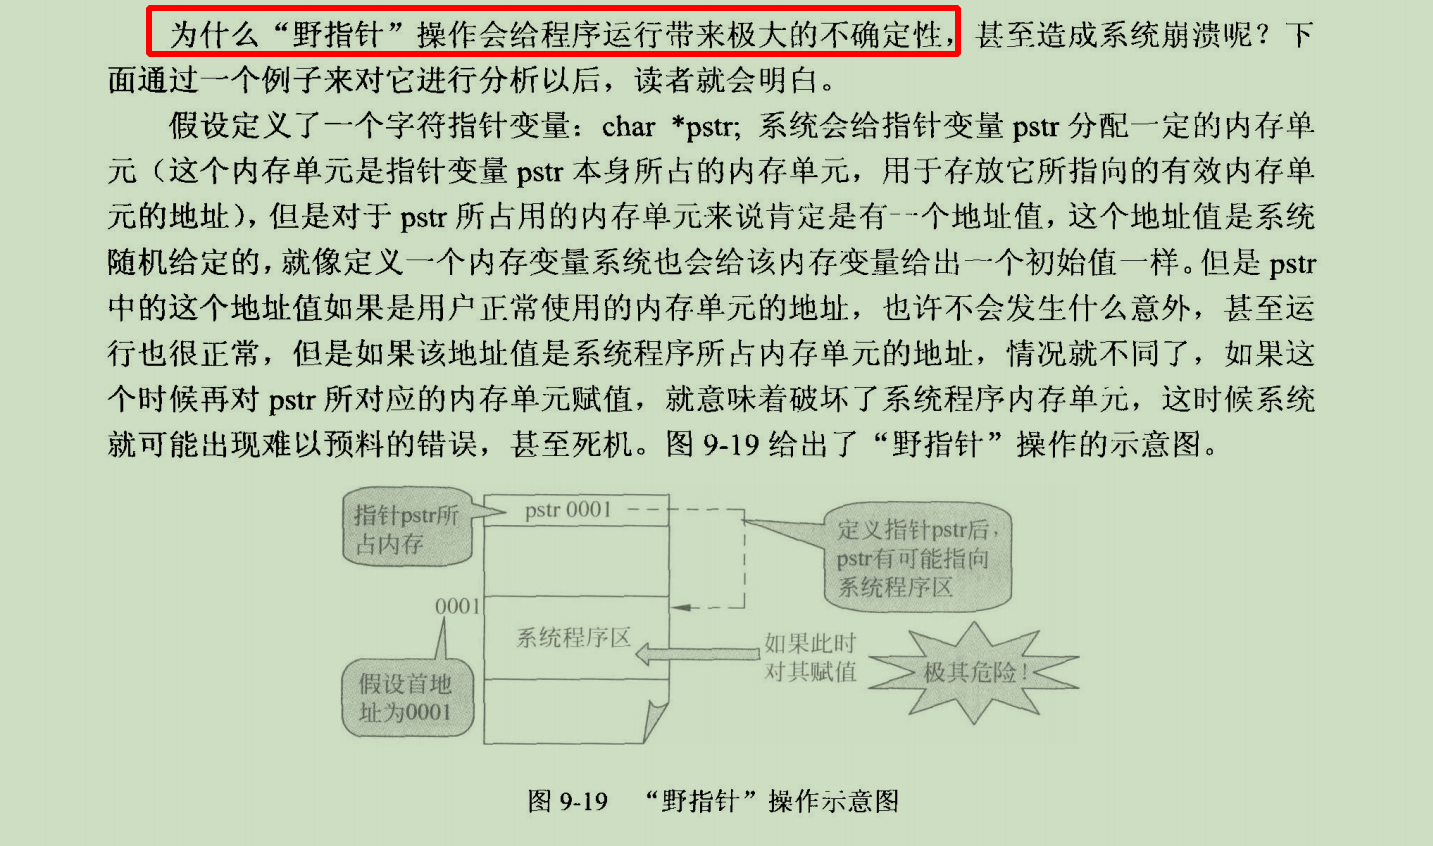 为什么“野指针”操作会给程序运行带来极大的不确定性，甚至造成系统崩溃呢？下
面通过一个例子来对它进行分析以后，读者就会明白。
假设定义了一个字符指针变量：char *pstr; 系统会给指针变量 pstr 分配一定的内存单
元（这个内存单元是指针变量 pstr 本身所占的内存单元，用于存放它所指向的有效内存单
元的地址），但是对于 pstr 所占用的内存单元来说肯定是有一个地址值，这个地址值是系统
随机给定的，就像定义一个内存变量系统也会给该内存变量给出一个初始值一样。但是 pstr
中的这个地址值如果是用户正常使用的内存单元的地址，也许不会发生什么意外，甚至运
行也很正常，但是如果该地址值是系统程序所占内存单元的地址，情况就不同了，如果这
个时候再对 pstr 所对应的内存单元赋值，就意味着破坏了系统程序内存单元，这时候系统
就可能出现难以预料的错误，甚至死机。图 9-19 给出了“野指针”操作的示意图。
指针pstr所
占内存
pstr 0001
定义指针pstr后，
pstr有可能指向
系统程序区
0001
系统程序区
如果此时
对其赋值
极其危险！
假设首地
址为0001
图 9-19 “野指针”操作示意图